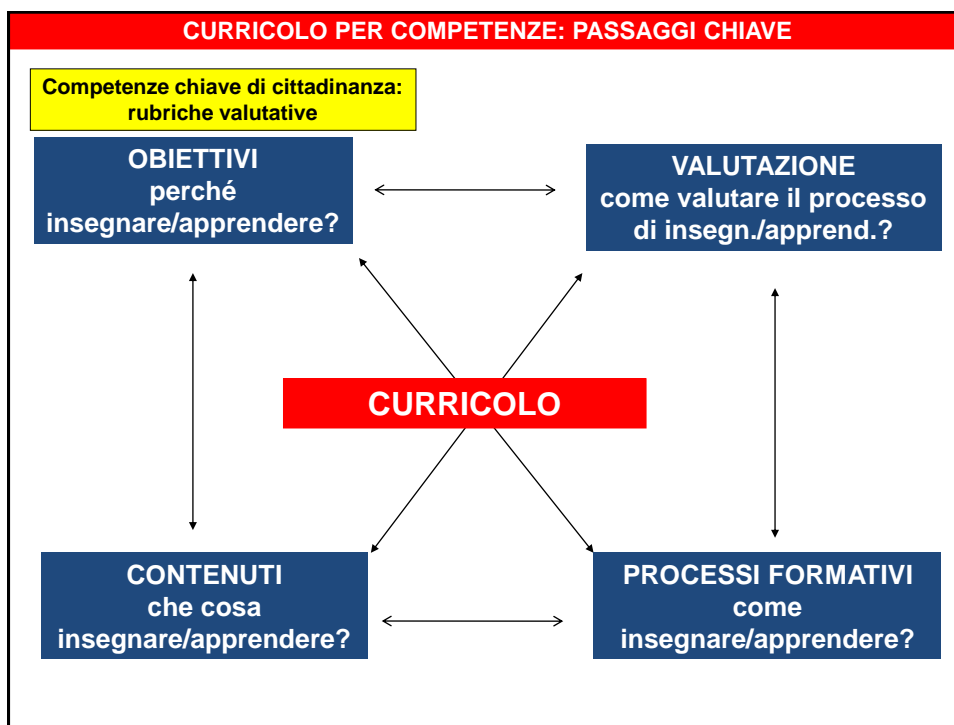 CURRICOLO PER COMPETENZE: PASSAGGI CHIAVE
Competenze chiave di cittadinanza:
rubriche valutative
OBIETTIVI
perché
insegnare/apprendere?
VALUTAZIONE
come valutare il processo
di insegn./apprend.?
CURRICOLO
CONTENUTI
che cosa
insegnare/apprendere?
PROCESSI FORMATIVI
come
insegnare/apprendere?